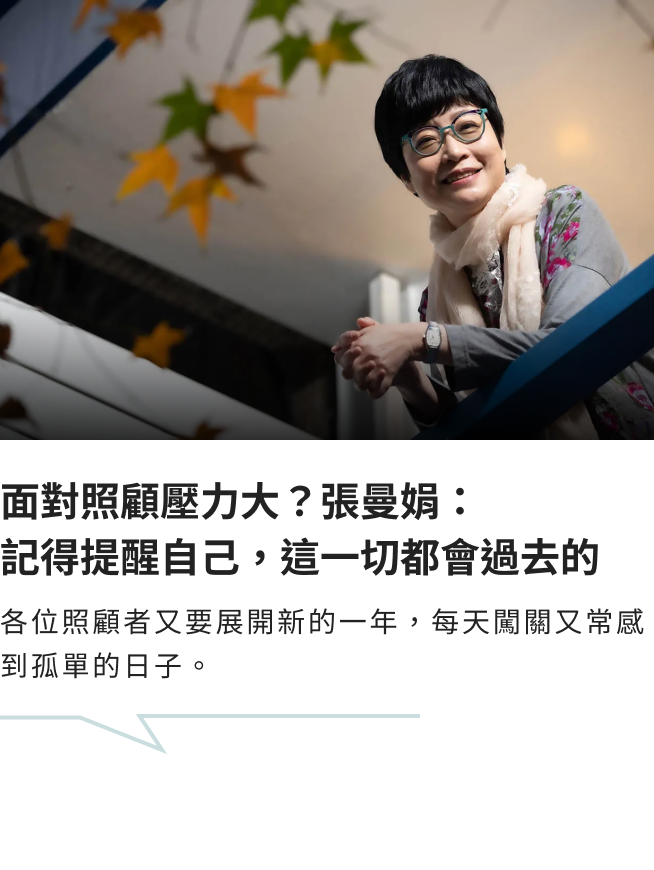 面對照顧壓力大？張曼娟：
記得提醒自己，這一切都會過去的
各位照顧者又要展開新的一年，每天闖關又常感
到孤單的日子。